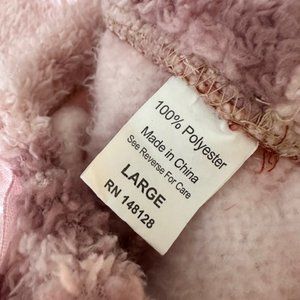 100% Polyester
Made in China
See Reverse For Care
LARGE
RN 148128